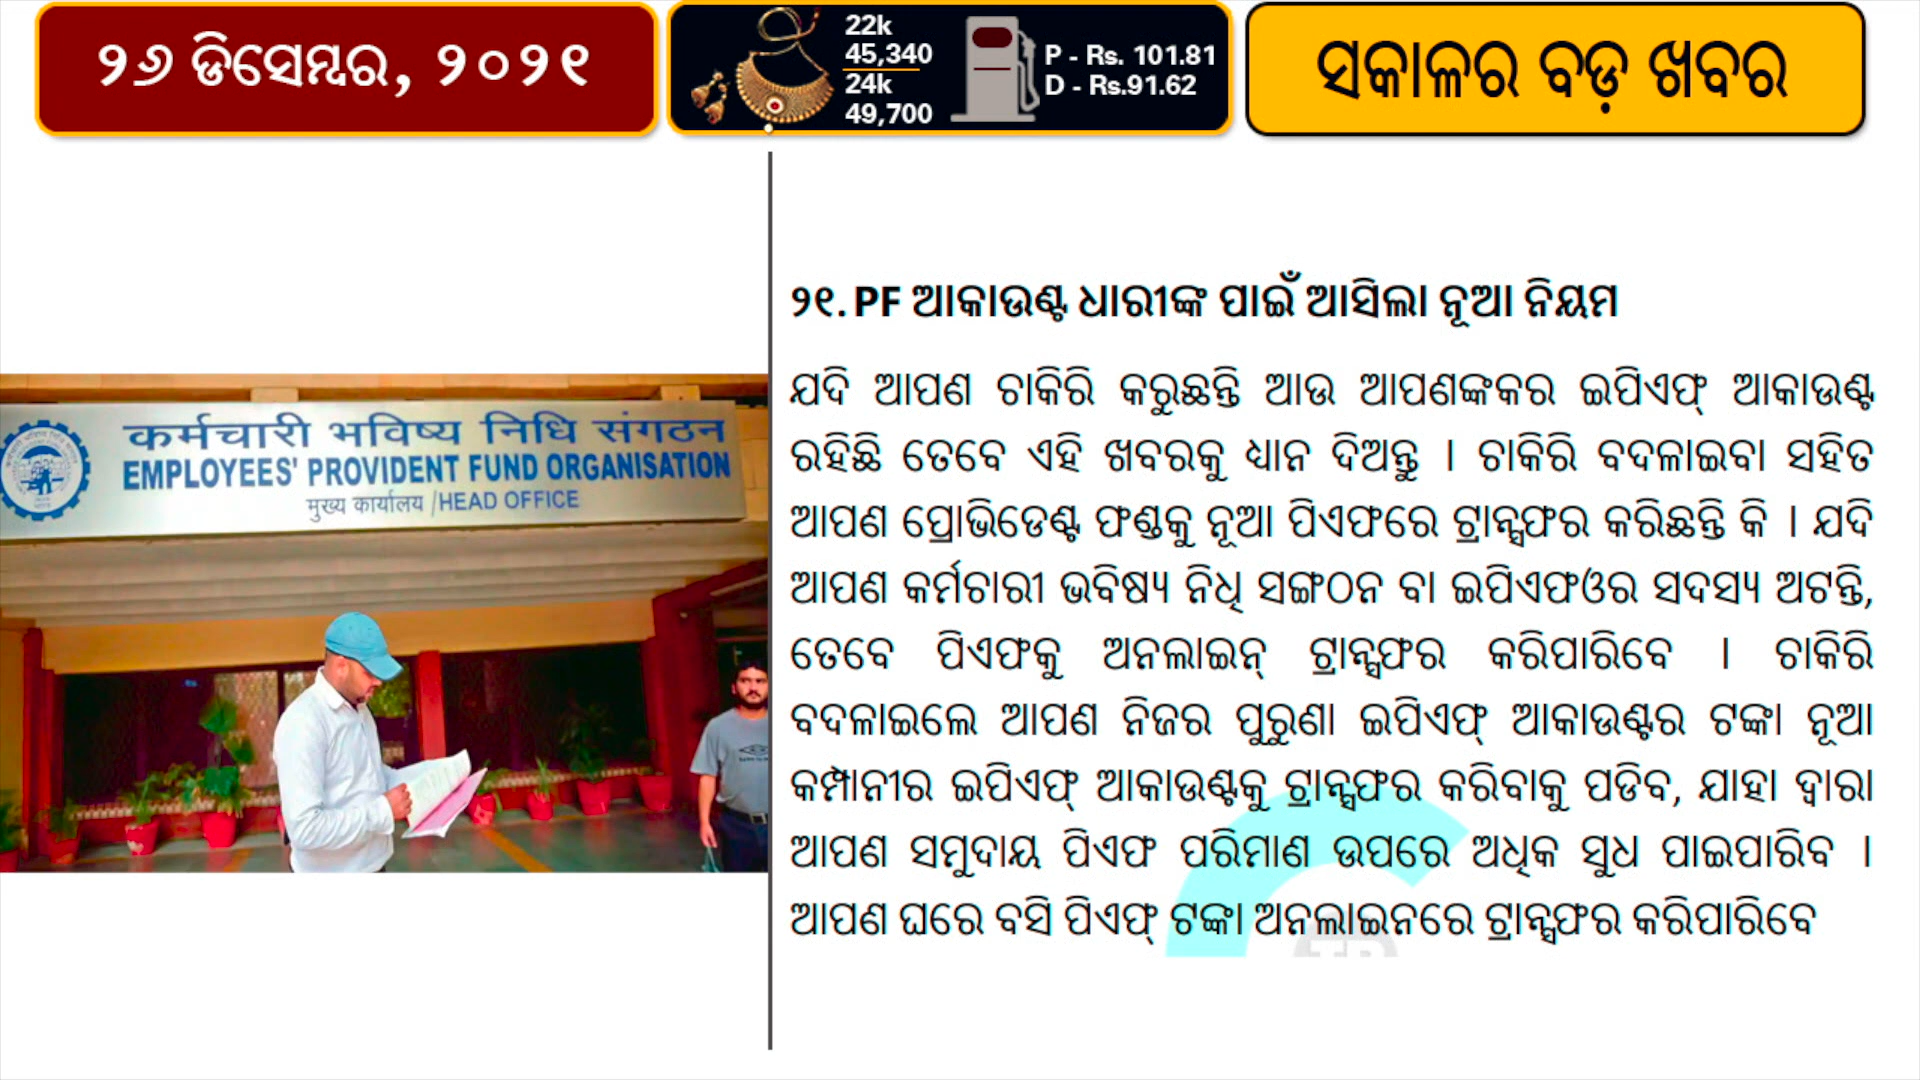 ୨୬ ଡିସେମ୍ବର, ୨୦୨୧
22k
45,340
24k
49,700
P - Rs. 101.81
D - Rs.91.62
ସକାଳର ବଡ଼ ଖବର
कर्मचारी भविष्य निधि संगठन
EMPLOYEES' PROVIDENT FUND ORGANISATION
मुख्य कार्यालय /HEAD OFFICE
୨୧. PF ଆକାଉଣ୍ଟ ଧାରୀଙ୍କ ପାଇଁ ଆସିଲା ନୂଆ ନିୟମ
ଯଦି ଆପଣ ଚାକିରି କରୁଛନ୍ତି ଆଉ ଆପଣଙ୍କକର ଇପିଏଫ୍ ଆକାଉଣ୍ଟ
ରହିଛି ତେବେ ଏହି ଖବରକୁ ଧ୍ୟାନ ଦିଅନ୍ତୁ । ଚାକିରି ବଦଳାଇବା ସହିତ
ଆପଣ ପ୍ରୋଭିଡେଣ୍ଟ ଫଣ୍ଡକୁ ନୂଆ ପିଏଫରେ ଟ୍ରାନ୍ସଫର କରିଛନ୍ତି କି । ଯଦି
ଆପଣ କର୍ମଚାରୀ ଭବିଷ୍ୟ ନିଧି ସଙ୍ଗଠନ ବା ଇପିଏଫଓର ସଦସ୍ୟ ଅଟନ୍ତି,
ତେବେ ପିଏଫକୁ ଅନଲାଇନ୍ ଟ୍ରାନ୍ସଫର କରିପାରିବେ । ଚାକିରି
ବଦଳାଇଲେ ଆପଣ ନିଜର ପୁରୁଣା ଇପିଏଫ୍ ଆକାଉଣ୍ଟର ଟଙ୍କା ନୂଆ
କମ୍ପାନୀର ଇପିଏଫ୍ ଆକାଉଣ୍ଟକୁ ଟ୍ରାନ୍ସଫର କରିବାକୁ ପଡିବ, ଯାହା ଦ୍ୱାରା
ଆପଣ ସମୁଦାୟ ପିଏଫ ପରିମାଣ ଉପରେ ଅଧିକ ସୁଧ ପାଇପାରିବ ।
ଆପଣ ଘରେ ବସି ପିଏଫ୍ ଟଙ୍କା ଅନଲାଇନରେ ଟ୍ରାନ୍ସଫର କରିପାରିବେ